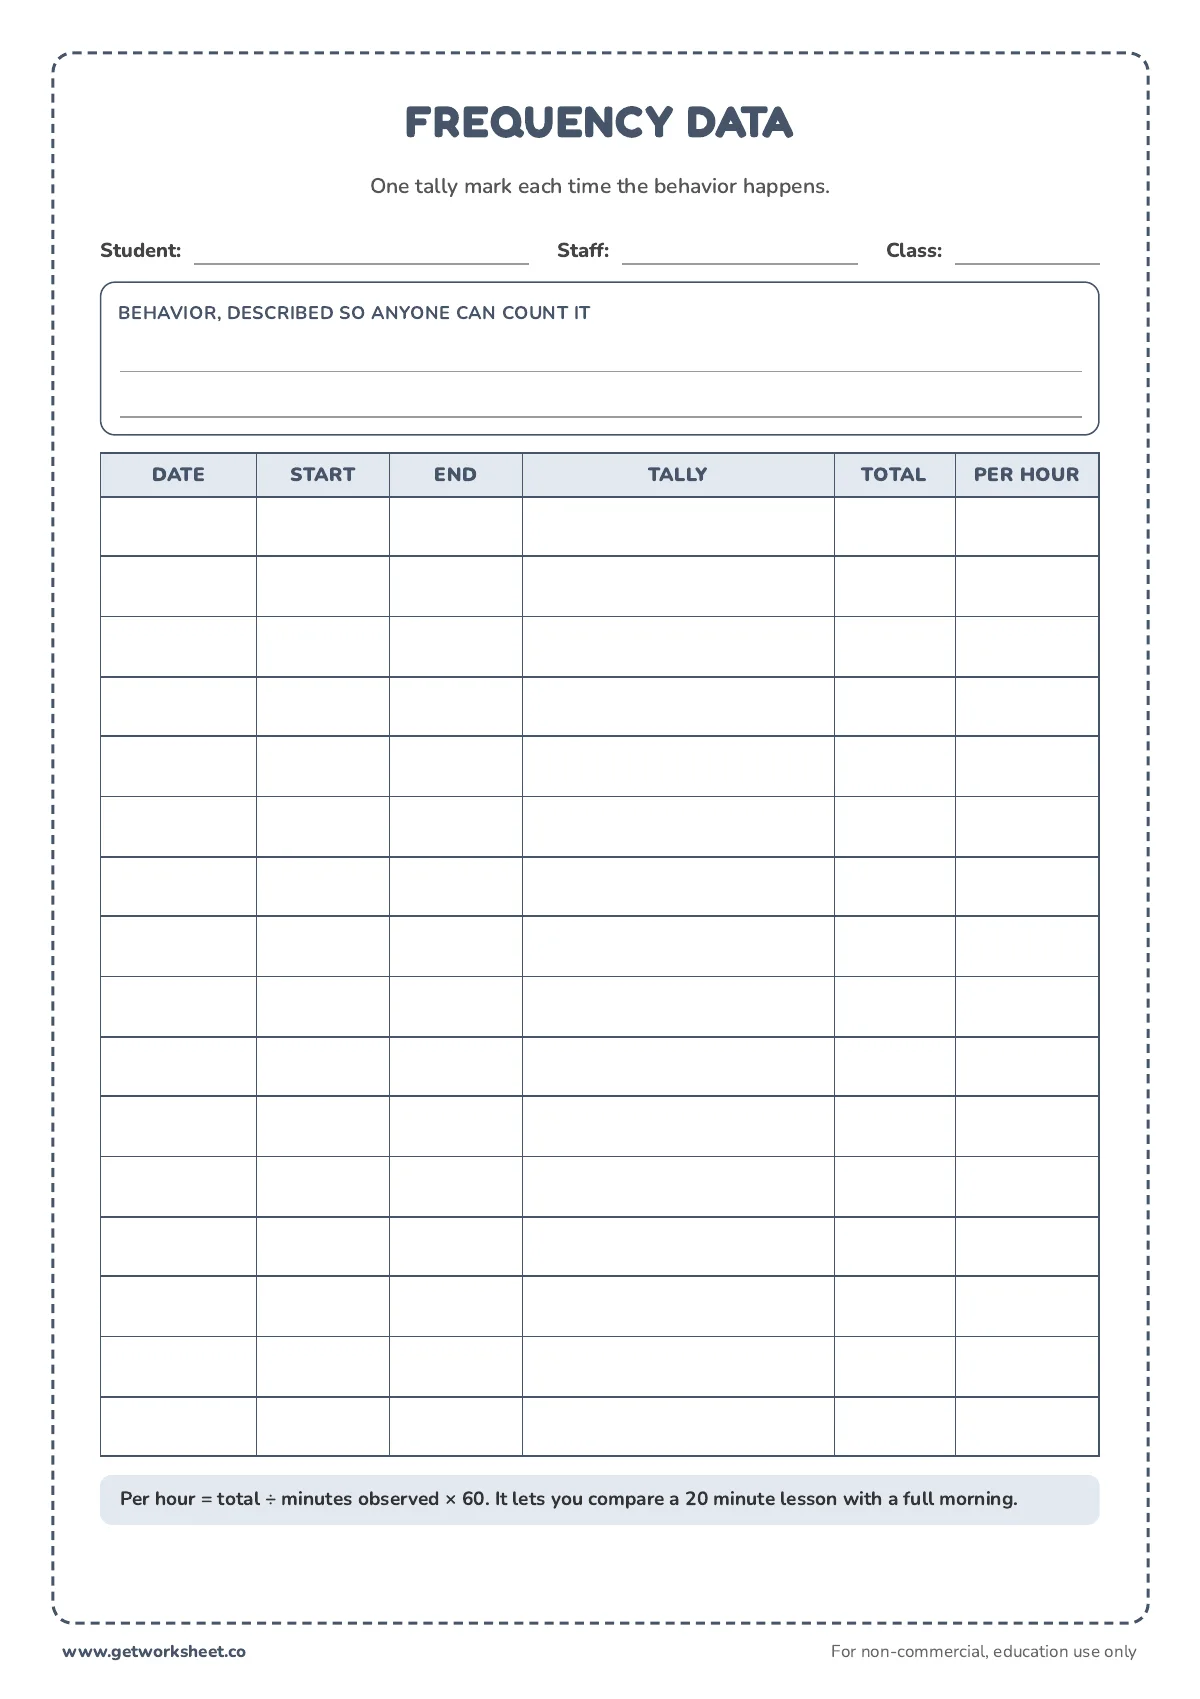 FREQUENCY DATA
One tally mark each time the behavior happens.
Student: Staff: Class:
BEHAVIOR, DESCRIBED SO ANYONE CAN COUNT IT
DATE START END TALLY TOTAL PER HOUR
Per hour = total ÷ minutes observed × 60. It lets you compare a 20 minute lesson with a full morning.
www.getworksheet.co For non-commercial, education use only